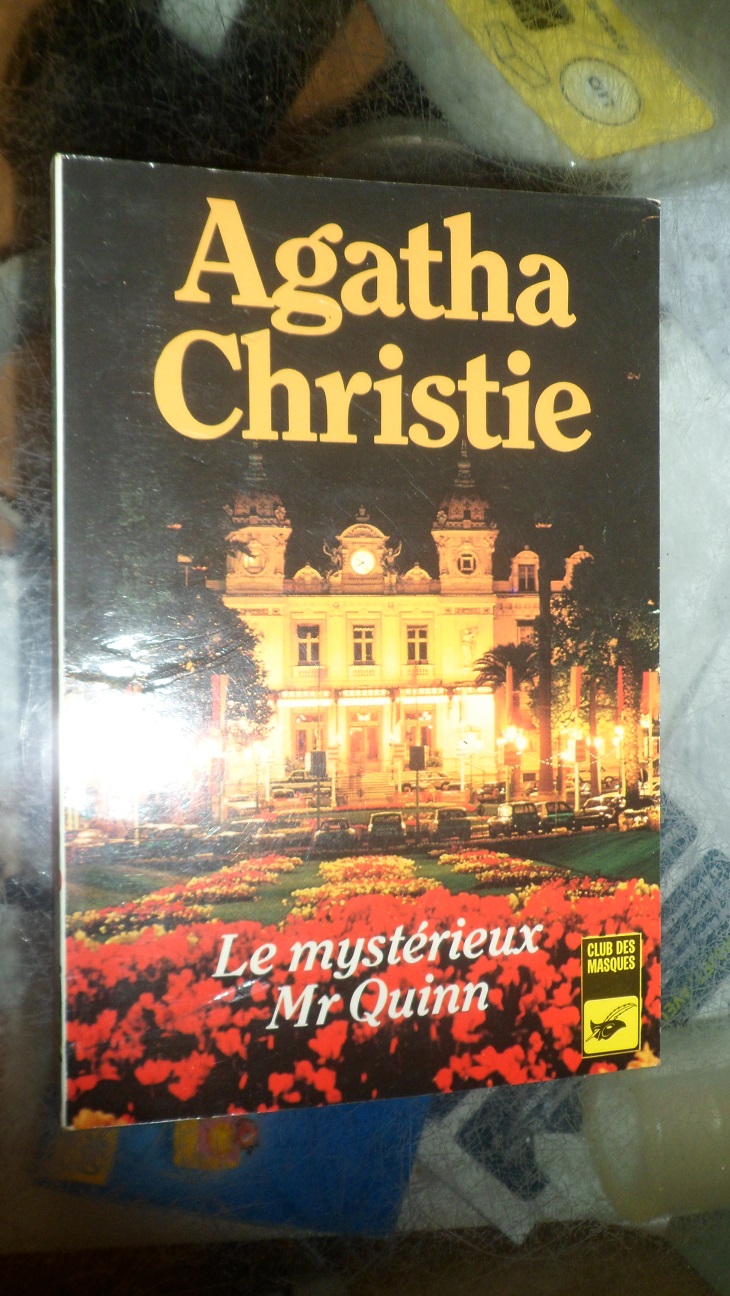 Agatha
Christie
Le mystérieux
Mr Quinn
CLUB DES
MASQUES